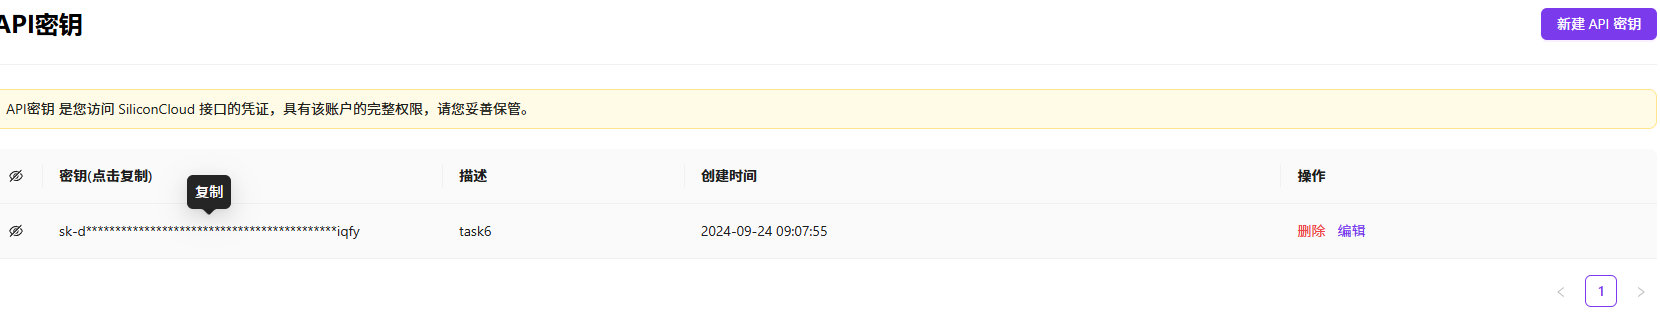 API密钥
新建 API 密钥
API密钥 是您访问 SiliconCloud 接口的凭证，具有该账户的完整权限，请您妥善保管。
密钥(点击复制) 描述 创建时间 操作
复制
sk-d*******************************************iqfy task6 2024-09-24 09:07:55 删除 编辑
1